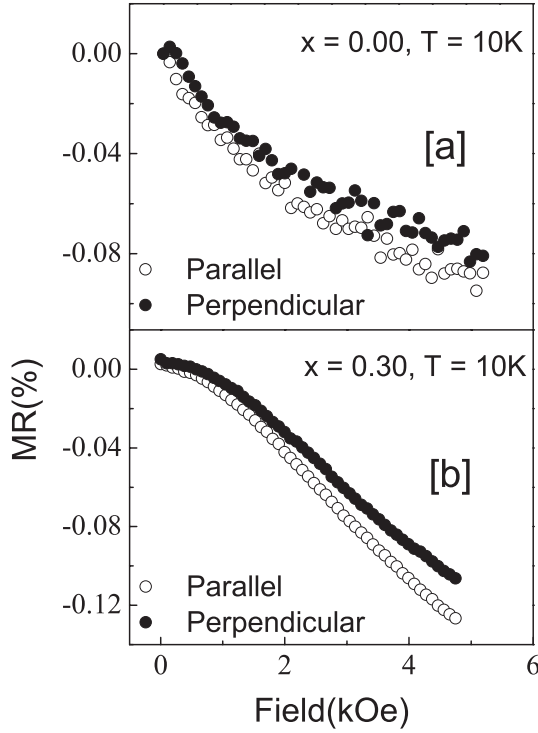 0.00
x = 0.00, T = 10K
-0.04
[a]
-0.08
Parallel
Perpendicular
MR(%)
0.00
x = 0.30, T = 10K
-0.04
[b]
-0.08
Parallel
-0.12
Perpendicular
0 2 4 6
Field(kOe)